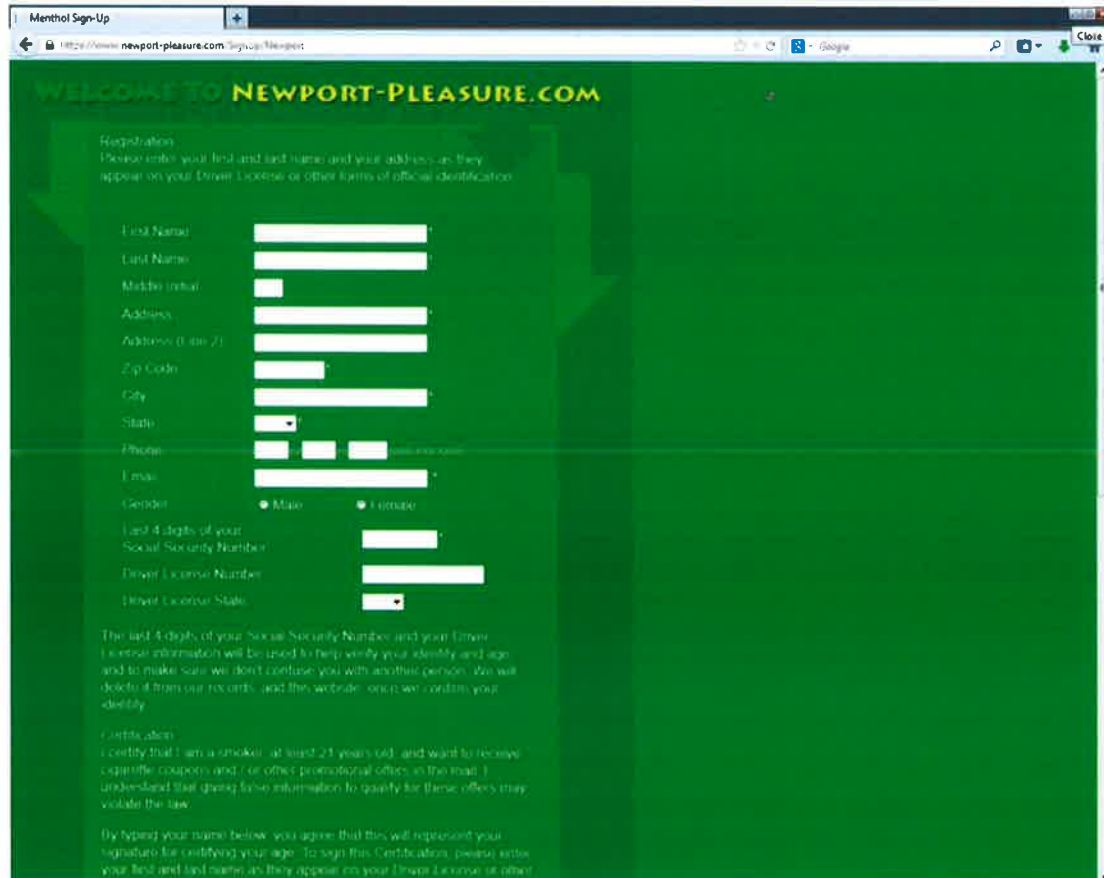 Menthol Sign-Up
Close
https://www.newport-pleasure.com/Signup/Newport
Google
WELCOME TO NEWPORT-PLEASURE.COM
Registration
Please enter your first and last name and your address as they
appear on your Driver License or other forms of official identification
First Name *
Last Name *
Middle Initial
Address *
Address (Line 2)
Zip Code *
City *
State *
Phone
Email *
Gender Male Female
Last 4 digits of your
Social Security Number *
Driver License Number
Driver License State
The last 4 digits of your Social Security Number and your Driver
License information will be used to help verify your identity and age
and to make sure we don't confuse you with another person. We will
delete it from our records, and this website, once we confirm your
identity.
Certification
I certify that I am a smoker, at least 21 years old, and want to receive
cigarette coupons and / or other promotional offers in the mail. I
understand that giving false information to qualify for these offers may
violate the law.
By typing your name below, you agree that this will represent your
signature for certifying your age. To sign this Certification, please enter
your first and last name as they appear on your Driver License or other